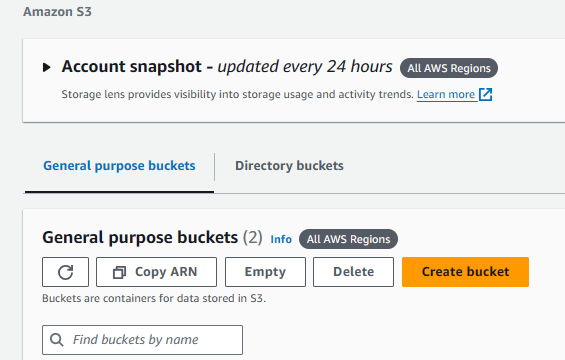 Amazon S3
Account snapshot - updated every 24 hours All AWS Regions
Storage lens provides visibility into storage usage and activity trends. Learn more
General purpose buckets Directory buckets
General purpose buckets (2) Info All AWS Regions
Copy ARN Empty Delete Create bucket
Buckets are containers for data stored in S3.
Find buckets by name